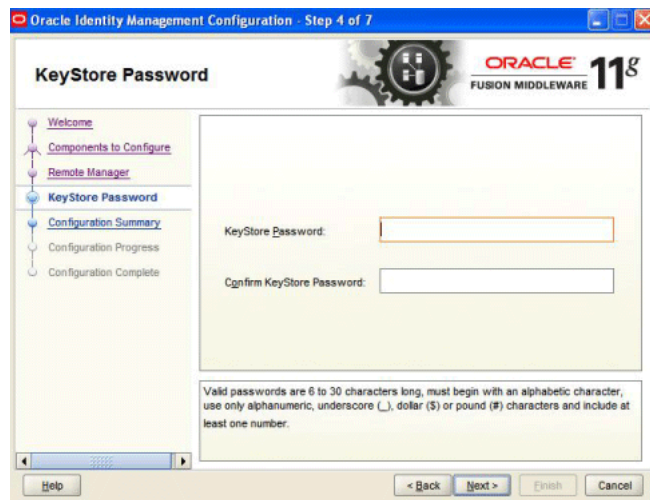 Oracle Identity Management Configuration - Step 4 of 7
KeyStore Password
ORACLE
FUSION MIDDLEWARE 11g
Welcome
Components to Configure
Remote Manager
KeyStore Password
Configuration Summary
Configuration Progress
Configuration Complete
KeyStore Password:
Confirm KeyStore Password:
Valid passwords are 6 to 30 characters long, must begin with an alphabetic character,
use only alphanumeric, underscore (_), dollar ($) or pound (#) characters and include at
least one number.
Help
< Back
Next >
Finish
Cancel